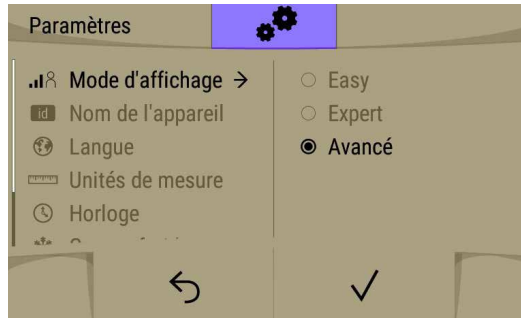 Paramètres
Mode d'affichage →
Easy
id Nom de l'appareil
Expert
Langue
Avancé
Unités de mesure
Horloge